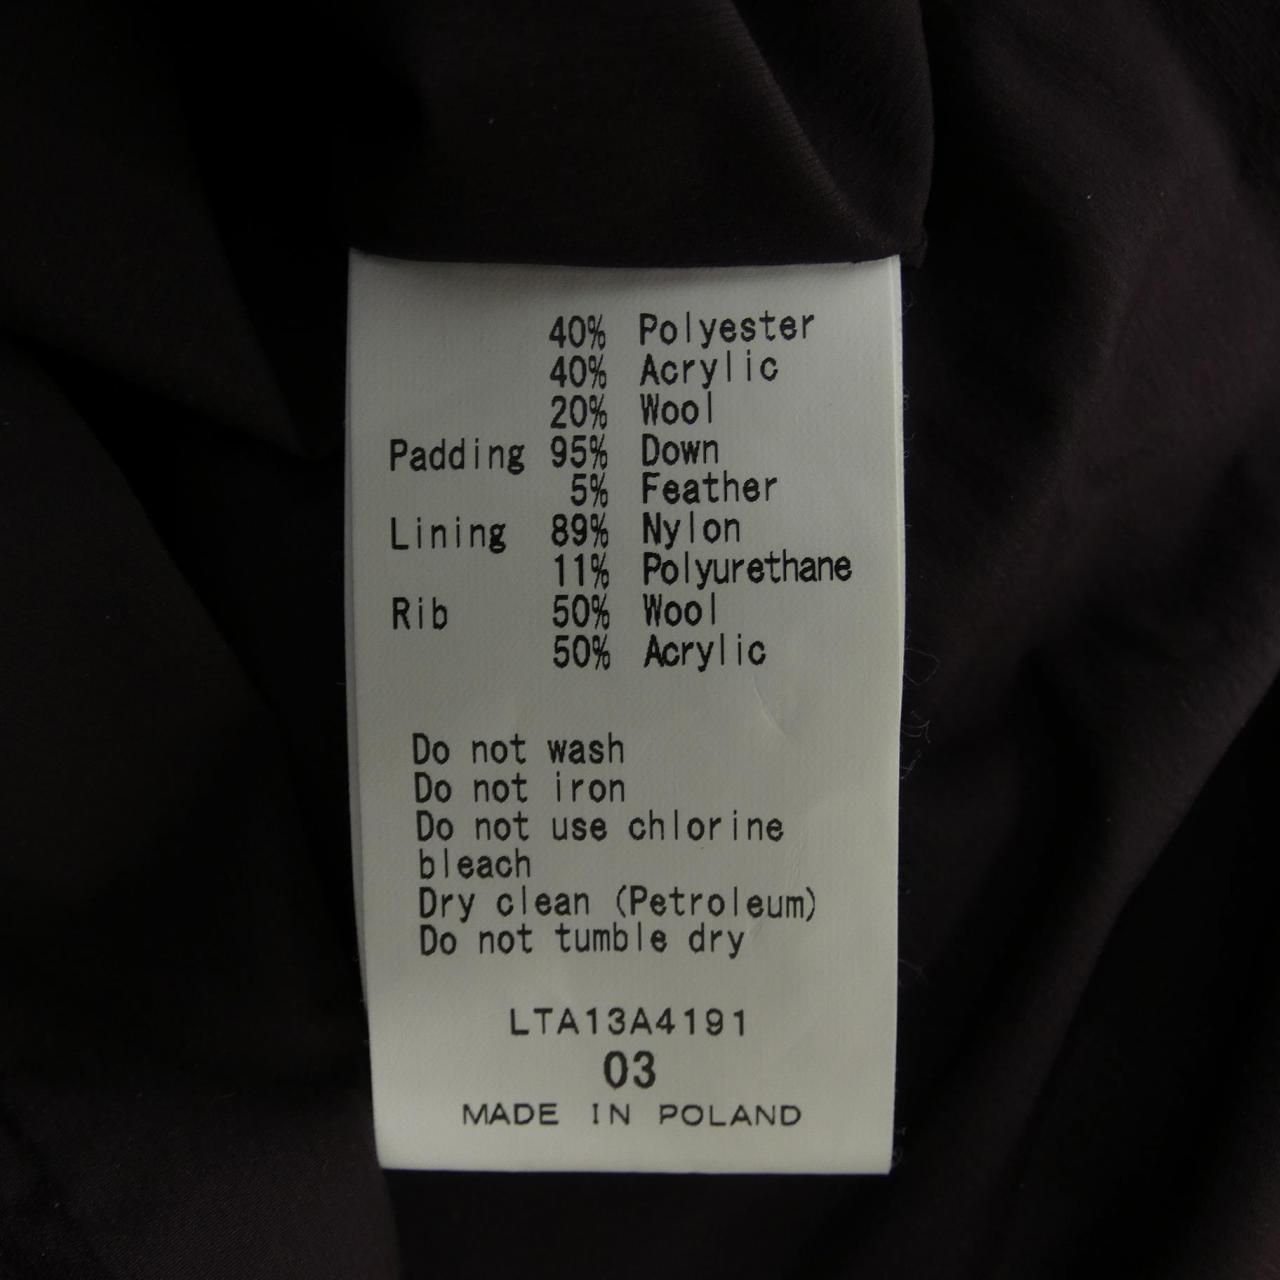 40% Polyester
40% Acrylic
20% Wool
Padding 95% Down
5% Feather
Lining 89% Nylon
11% Polyurethane
Rib 50% Wool
50% Acrylic
Do not wash
Do not iron
Do not use chlorine
bleach
Dry clean (Petroleum)
Do not tumble dry
LTA13A4191
03
MADE IN POLAND